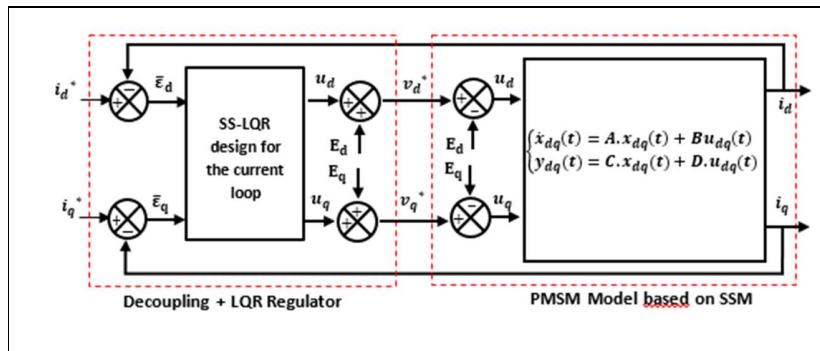 i_d*
ε̄_d
u_d
v_d*
u_d
i_d
SS-LQR
design for
the current
loop
E_d
E_q
E_d
E_q
ẋ_dq(t) = A.x_dq(t) + Bu_dq(t)
y_dq(t) = C.x_dq(t) + D.u_dq(t)
i_q*
ε̄_q
u_q
v_q*
u_q
i_q
Decoupling + LQR Regulator
PMSM Model based on SSM